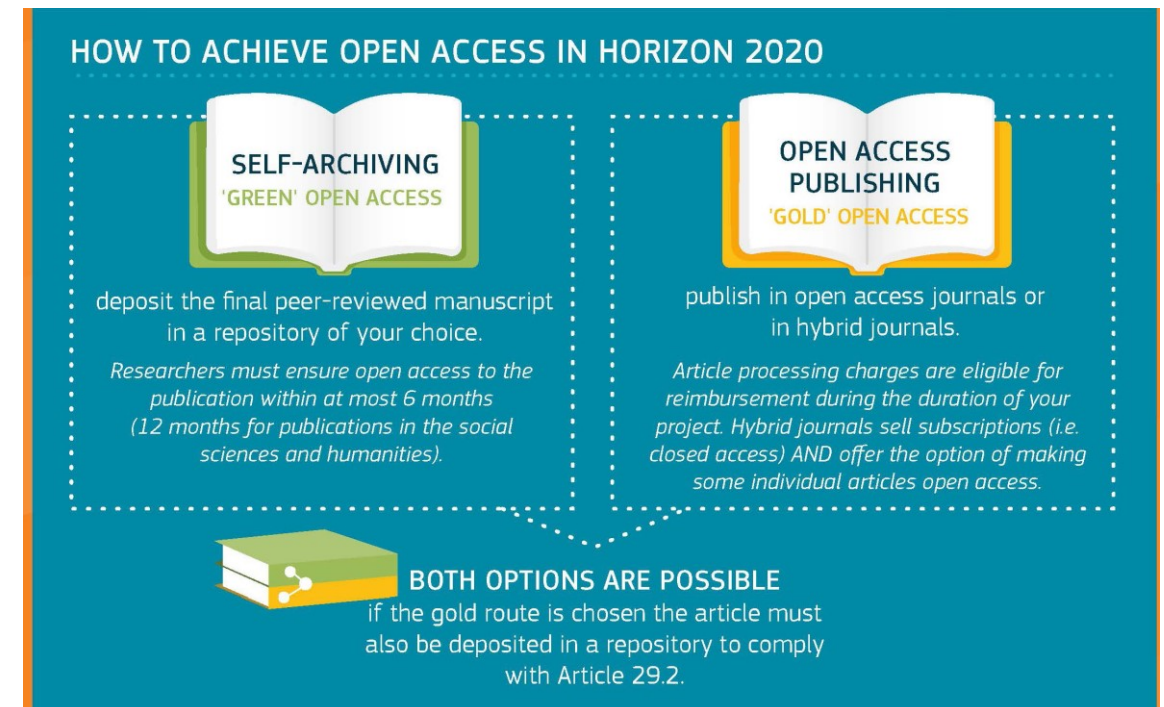 HOW TO ACHIEVE OPEN ACCESS IN HORIZON 2020
SELF-ARCHIVING
'GREEN' OPEN ACCESS
deposit the final peer-reviewed manuscript
in a repository of your choice.
Researchers must ensure open access to the
publication within at most 6 months
(12 months for publications in the social
sciences and humanities).
OPEN ACCESS
PUBLISHING
'GOLD' OPEN ACCESS
publish in open access journals or
in hybrid journals.
Article processing charges are eligible for
reimbursement during the duration of your
project. Hybrid journals sell subscriptions (i.e.
closed access) AND offer the option of making
some individual articles open access.
BOTH OPTIONS ARE POSSIBLE
if the gold route is chosen the article must
also be deposited in a repository to comply
with Article 29.2.